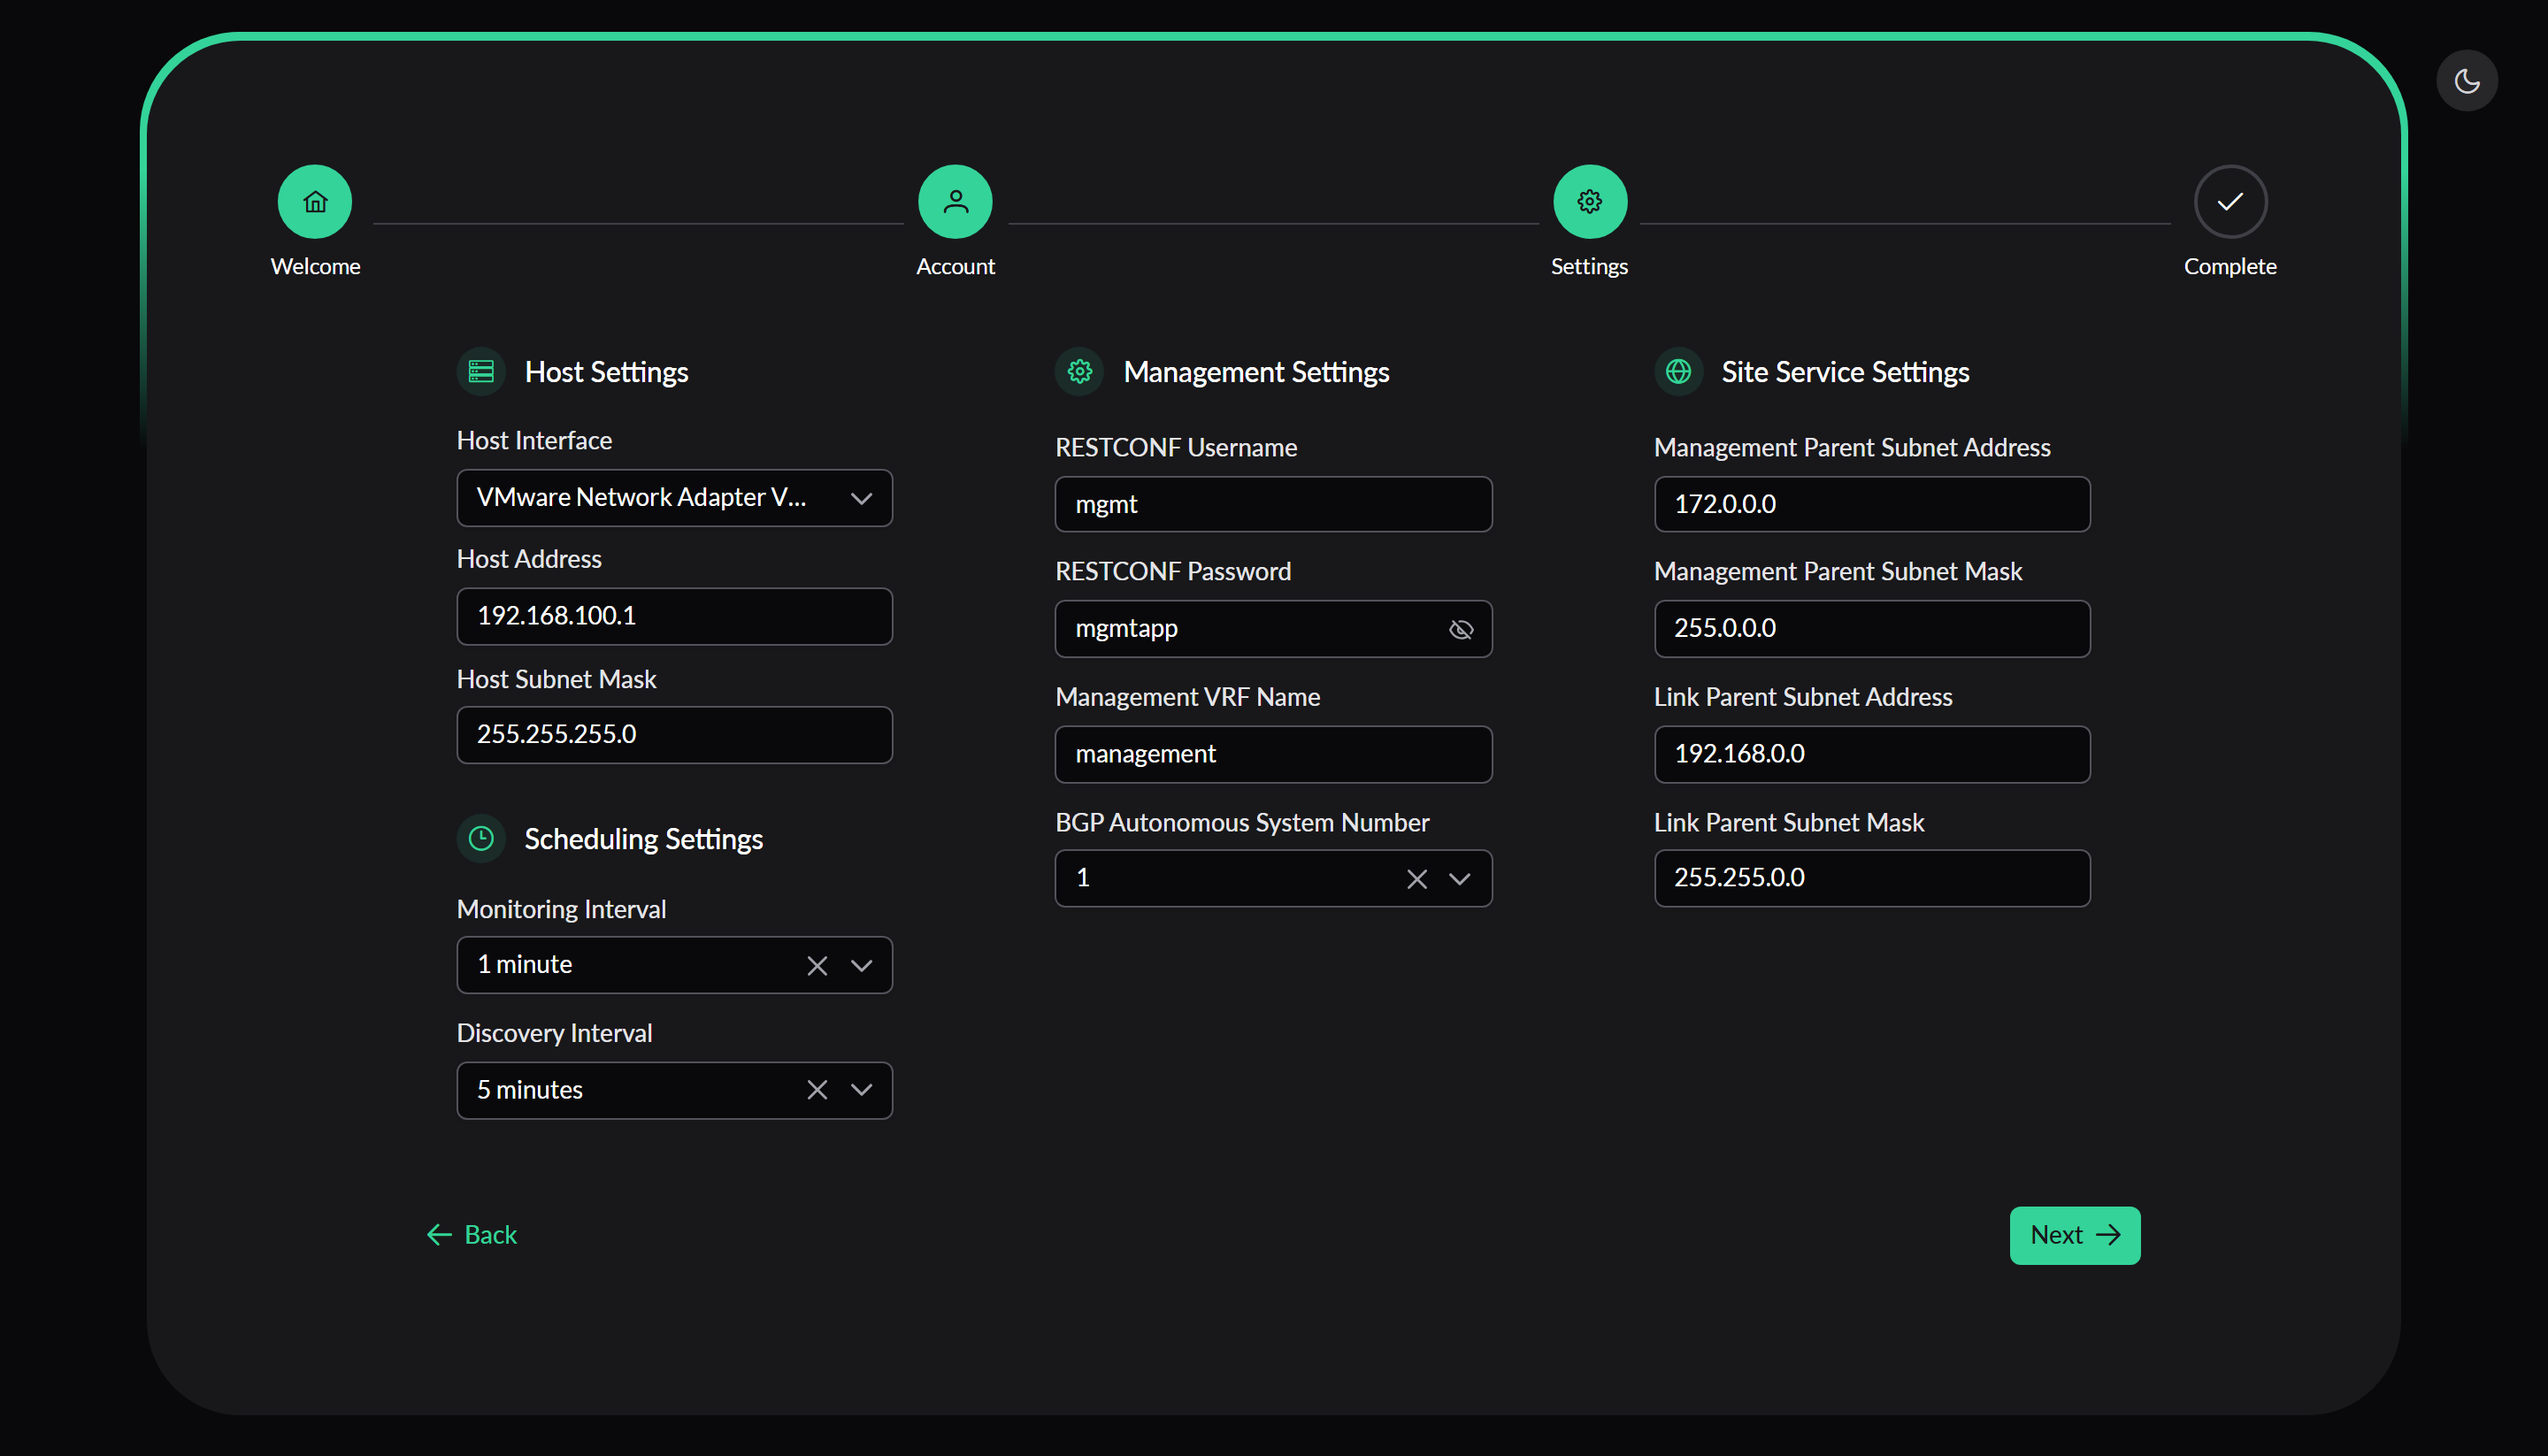 Welcome
Account
Settings
Complete
Host Settings
Host Interface
VMware Network Adapter V...
Host Address
192.168.100.1
Host Subnet Mask
255.255.255.0
Scheduling Settings
Monitoring Interval
1 minute
Discovery Interval
5 minutes
Management Settings
RESTCONF Username
mgmt
RESTCONF Password
mgmtapp
Management VRF Name
management
BGP Autonomous System Number
1
Site Service Settings
Management Parent Subnet Address
172.0.0.0
Management Parent Subnet Mask
255.0.0.0
Link Parent Subnet Address
192.168.0.0
Link Parent Subnet Mask
255.255.0.0
Back
Next